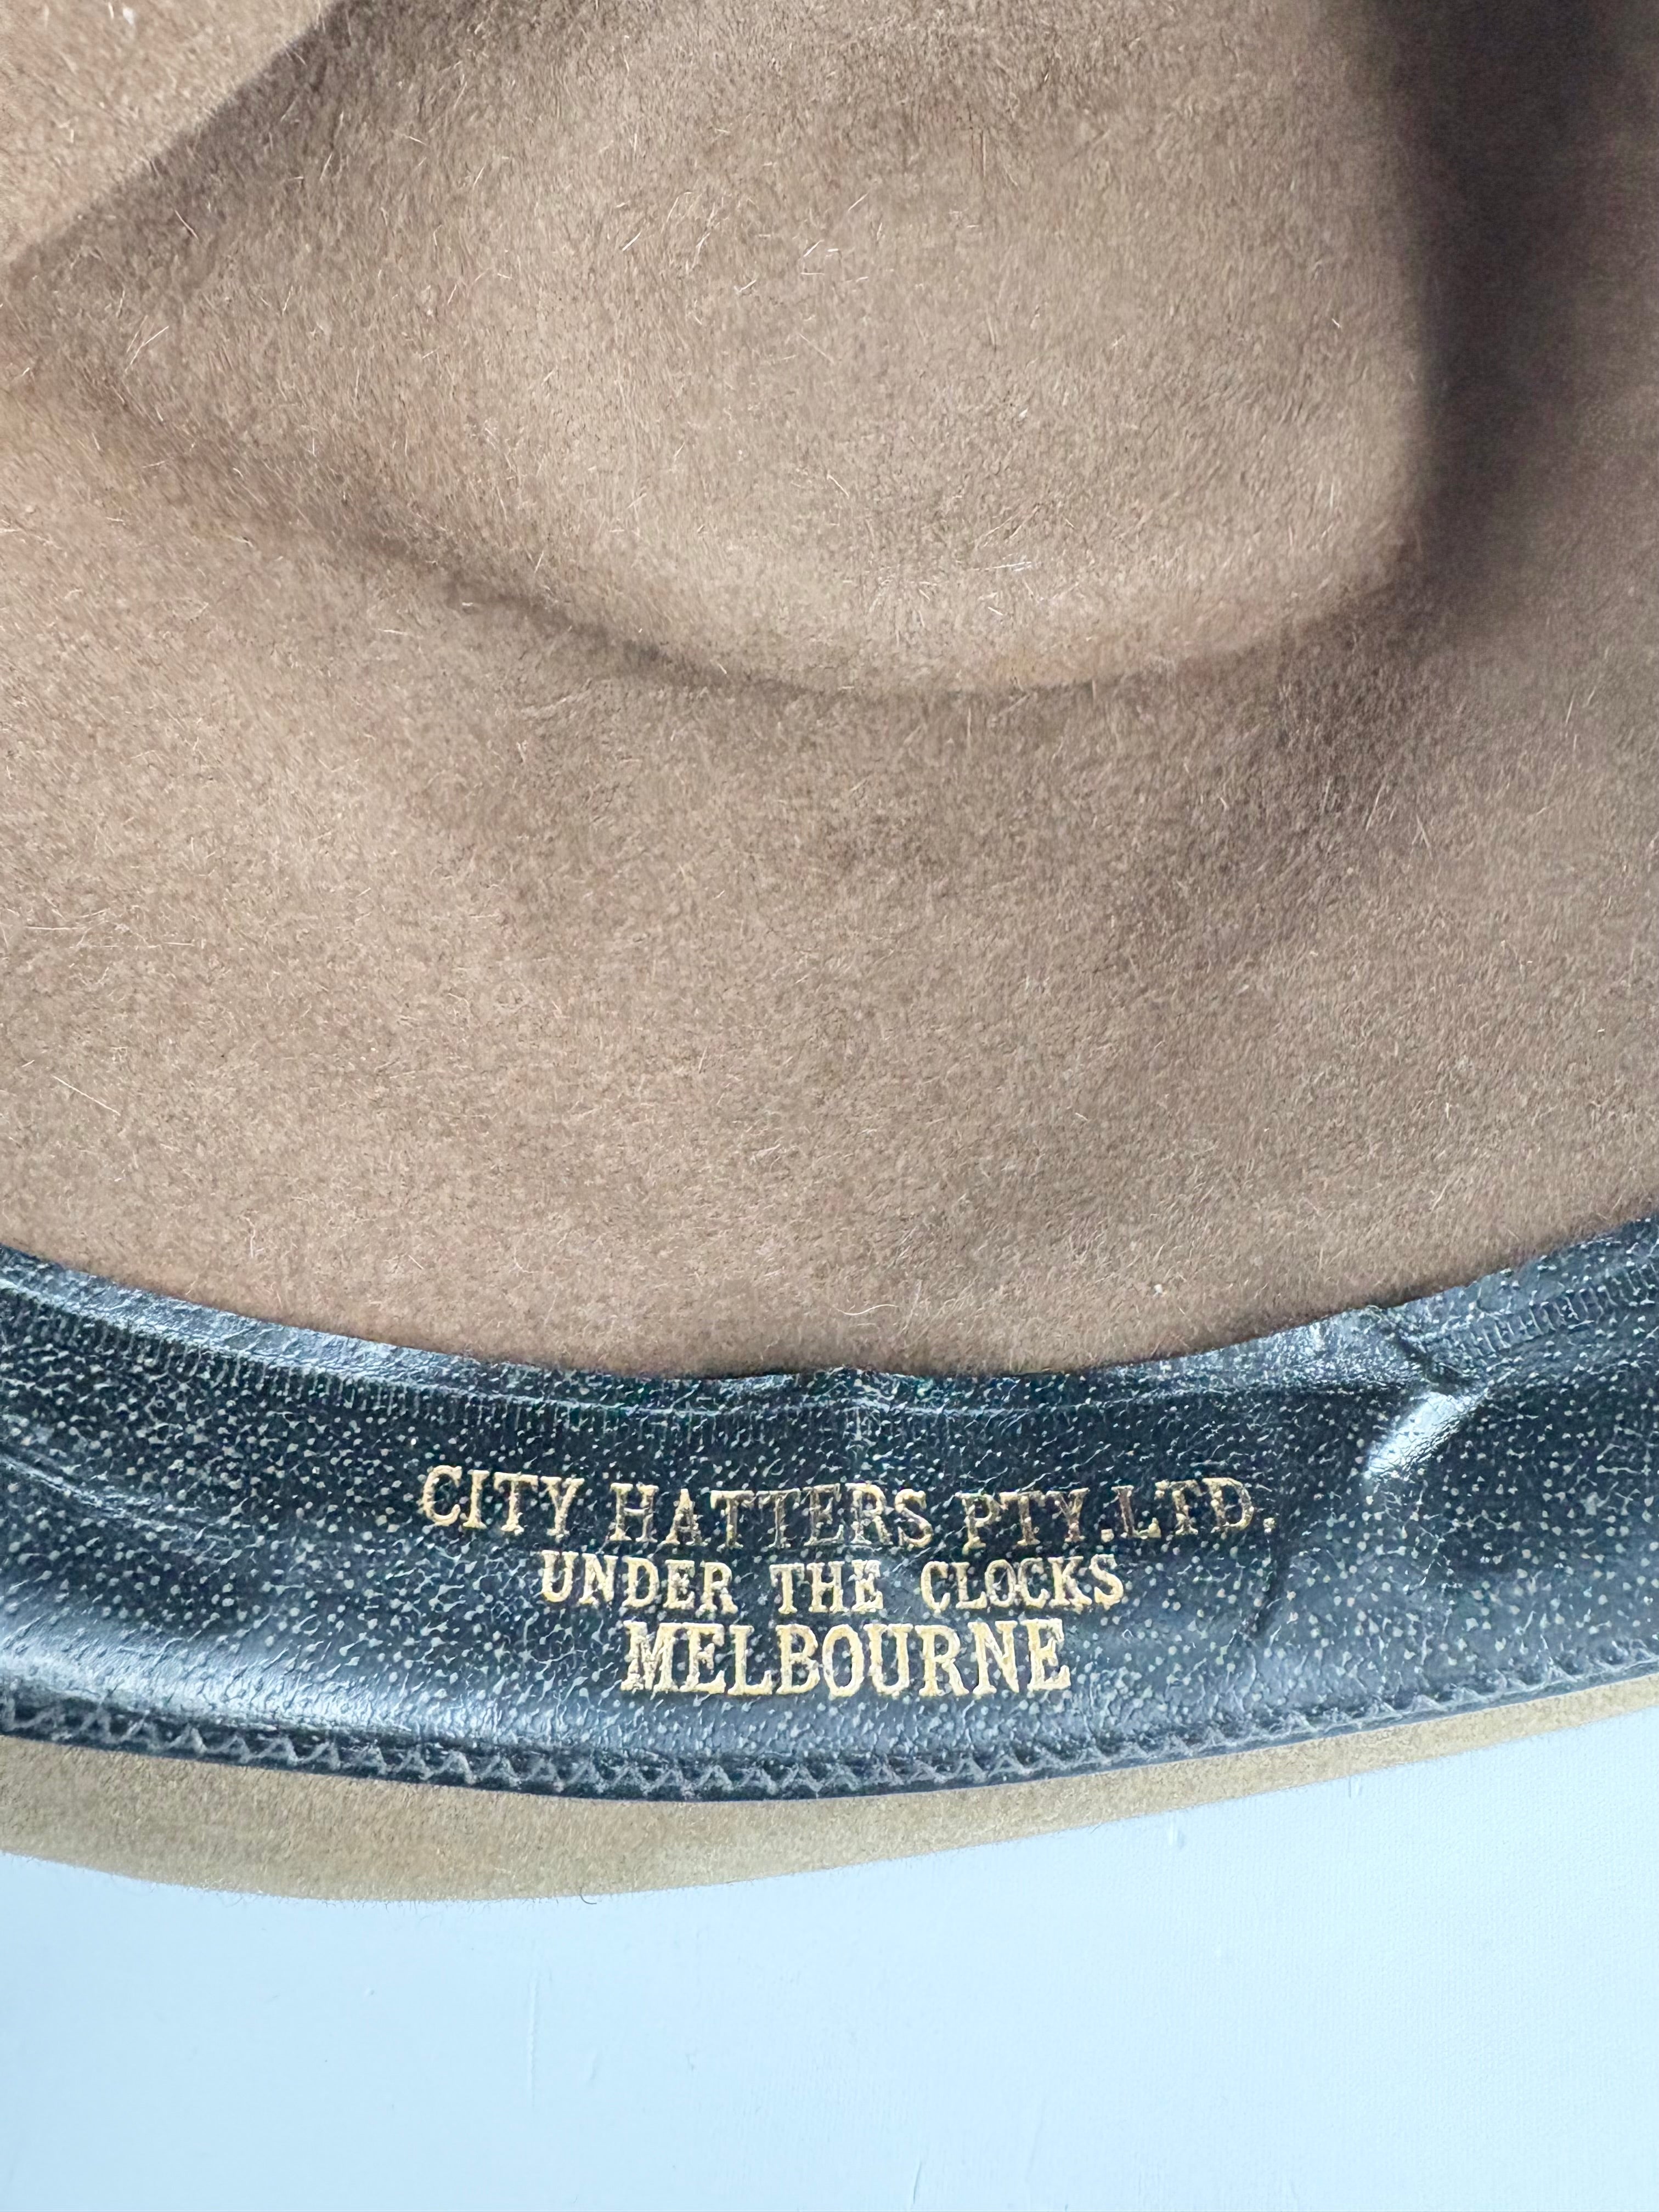 CITY HATTERS PTY.LTD.
UNDER THE CLOCKS
MELBOURNE